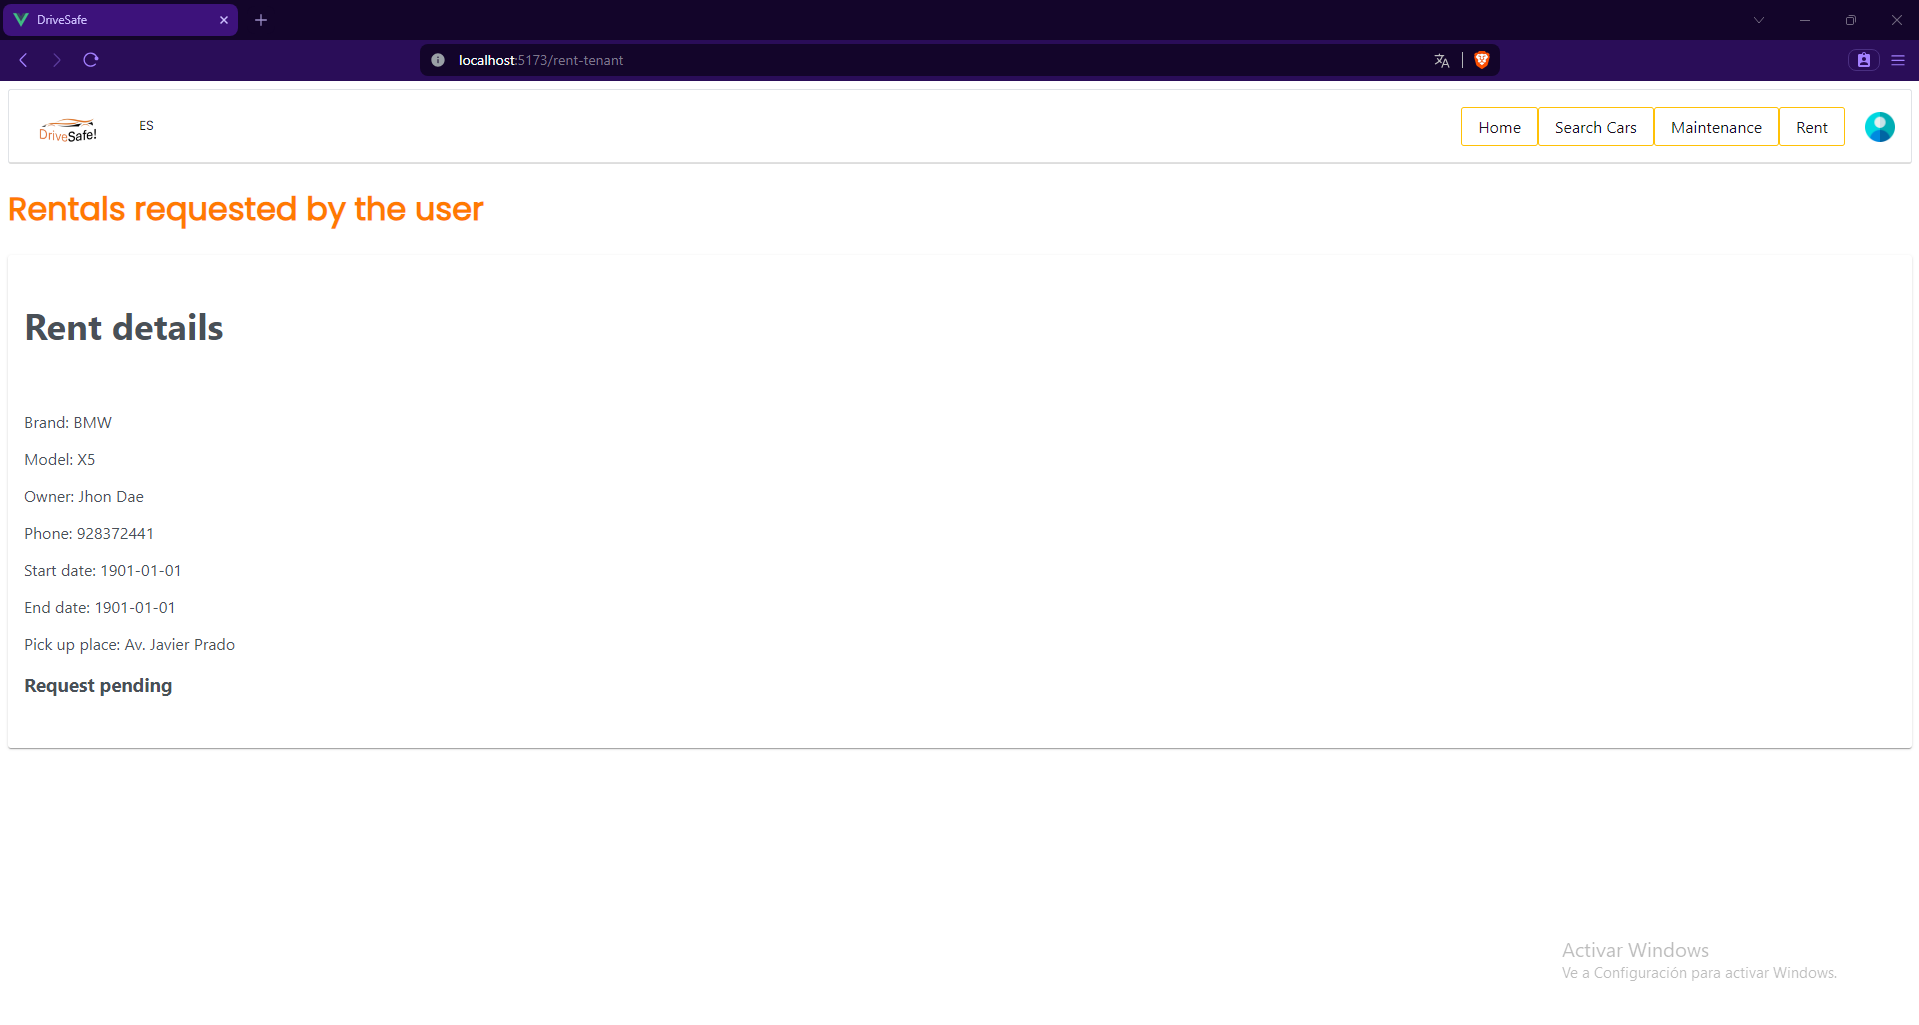 DriveSafe
localhost:5173/rent-tenant
DriveSafe!
ES
Home
Search Cars
Maintenance
Rent
Rentals requested by the user
Rent details
Brand: BMW
Model: X5
Owner: Jhon Dae
Phone: 928372441
Start date: 1901-01-01
End date: 1901-01-01
Pick up place: Av. Javier Prado
Request pending
Activar Windows
Ve a Configuración para activar Windows.